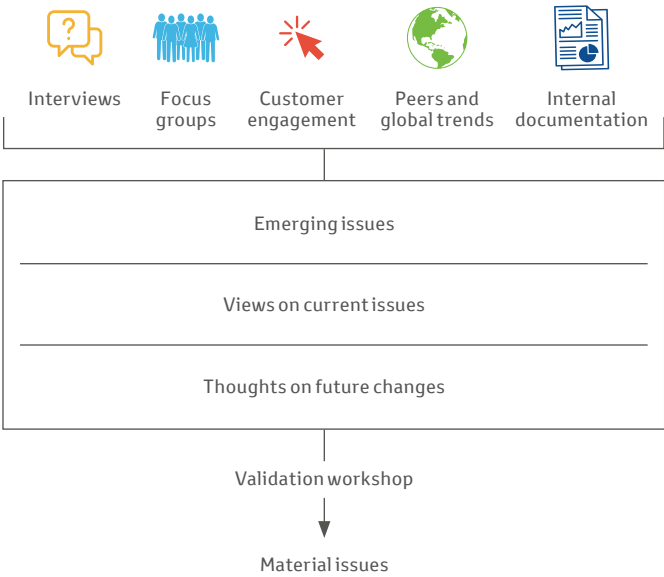 ?
Interviews
Focus
groups
Customer
engagement
Peers and
global trends
Internal
documentation
Emerging issues
Views on current issues
Thoughts on future changes
Validation workshop
Material issues